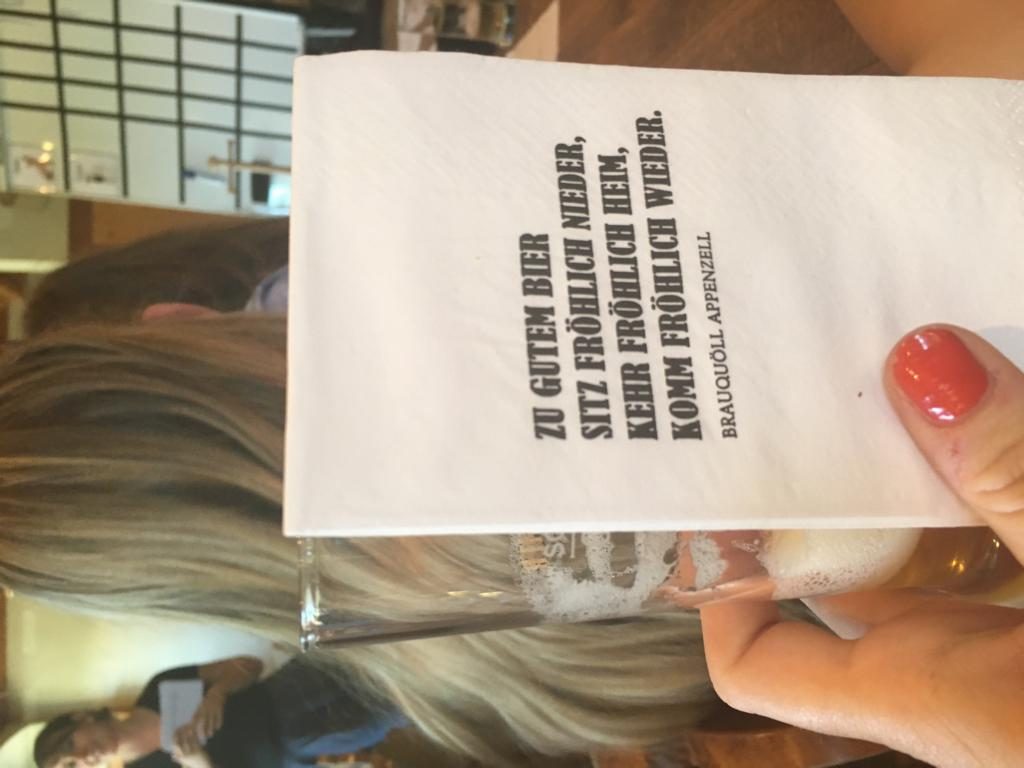 ZU GUTEM BIER
SITZ FRÖHLICH NIEDER,
KEHR FRÖHLICH HEIM,
KOMM FRÖHLICH WIEDER.
BRAUQUÖLL APPENZELL